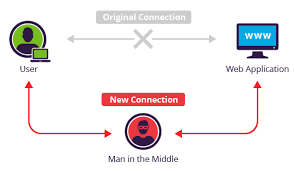 Original Connection
www
User
Web Application
New Connection
Man in the Middle